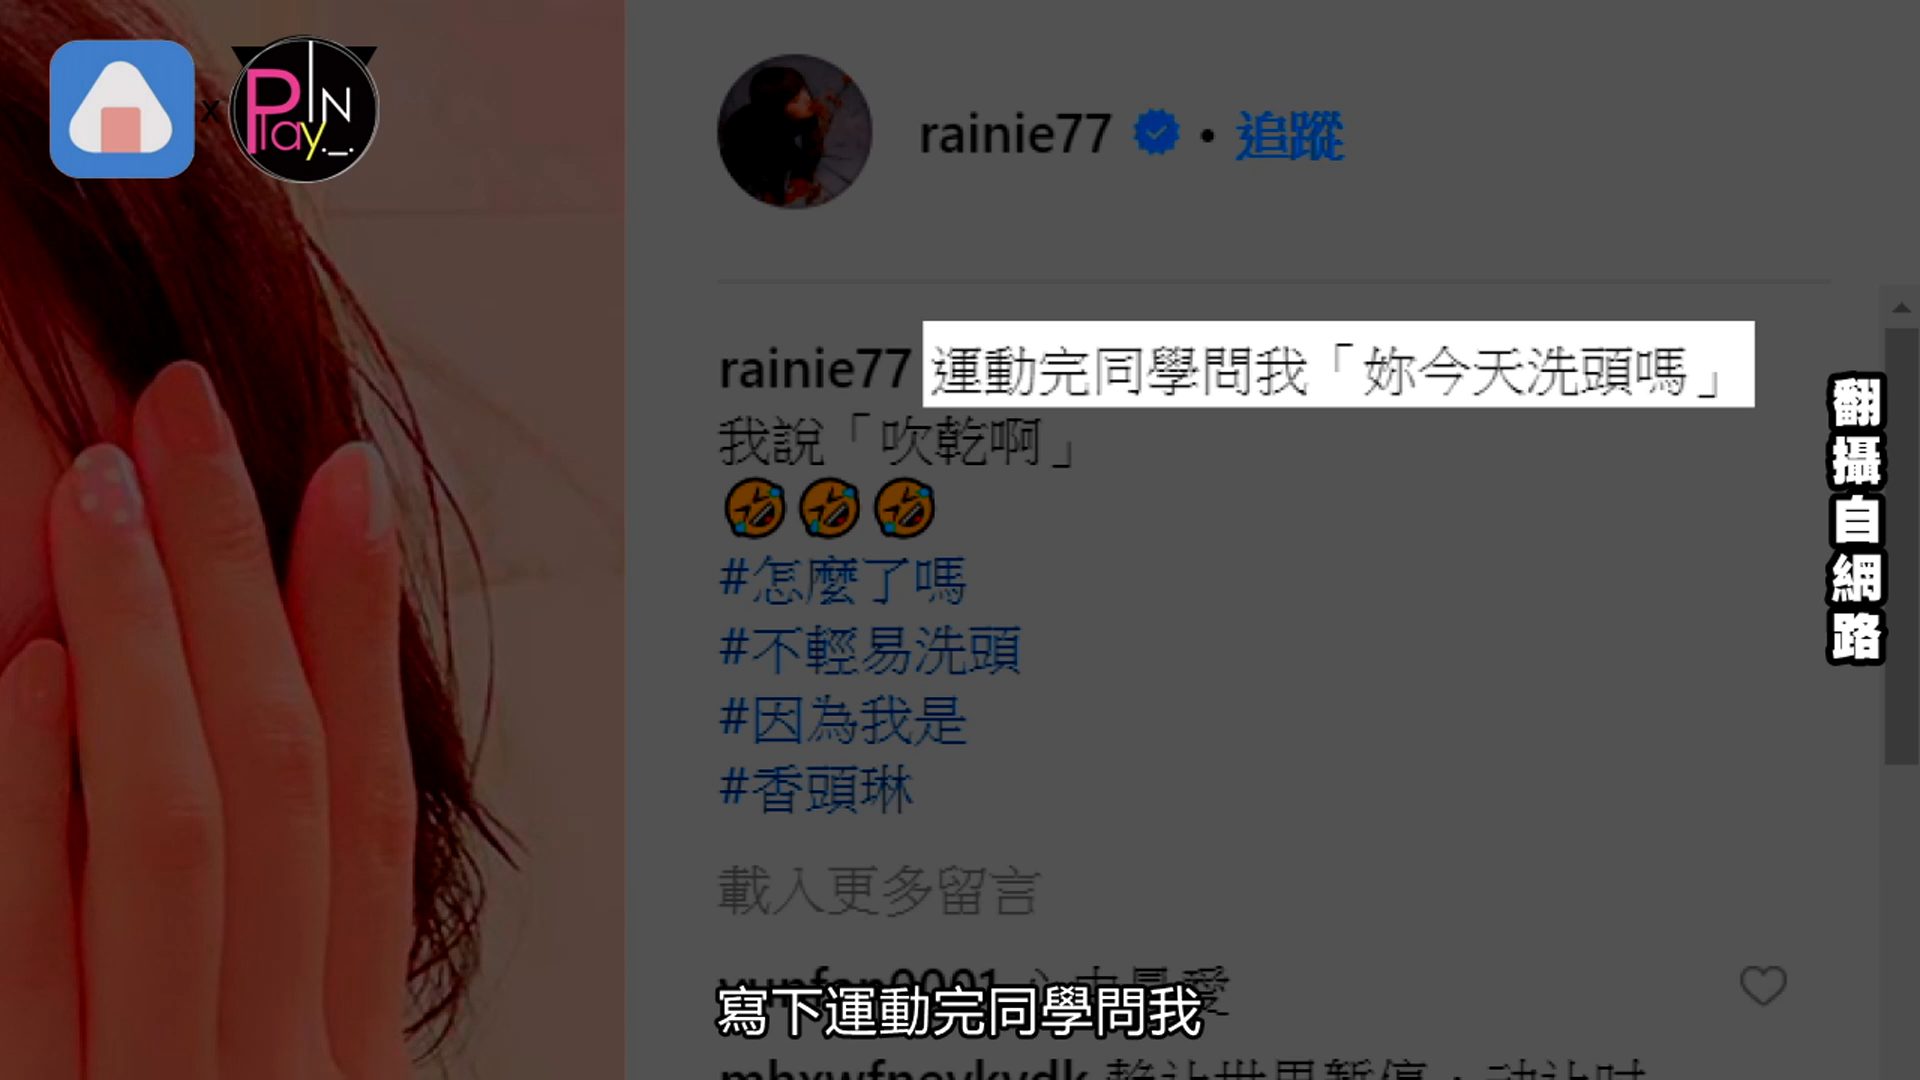 x
Play IN
rainie77 • 追蹤
rainie77 運動完同學問我「妳今天洗頭嗎」
我說「吹乾啊」
🤣🤣🤣
#怎麼了嗎
#不輕易洗頭
#因為我是
#香頭琳
載入更多留言
翻攝自網路
寫下運動完同學問我